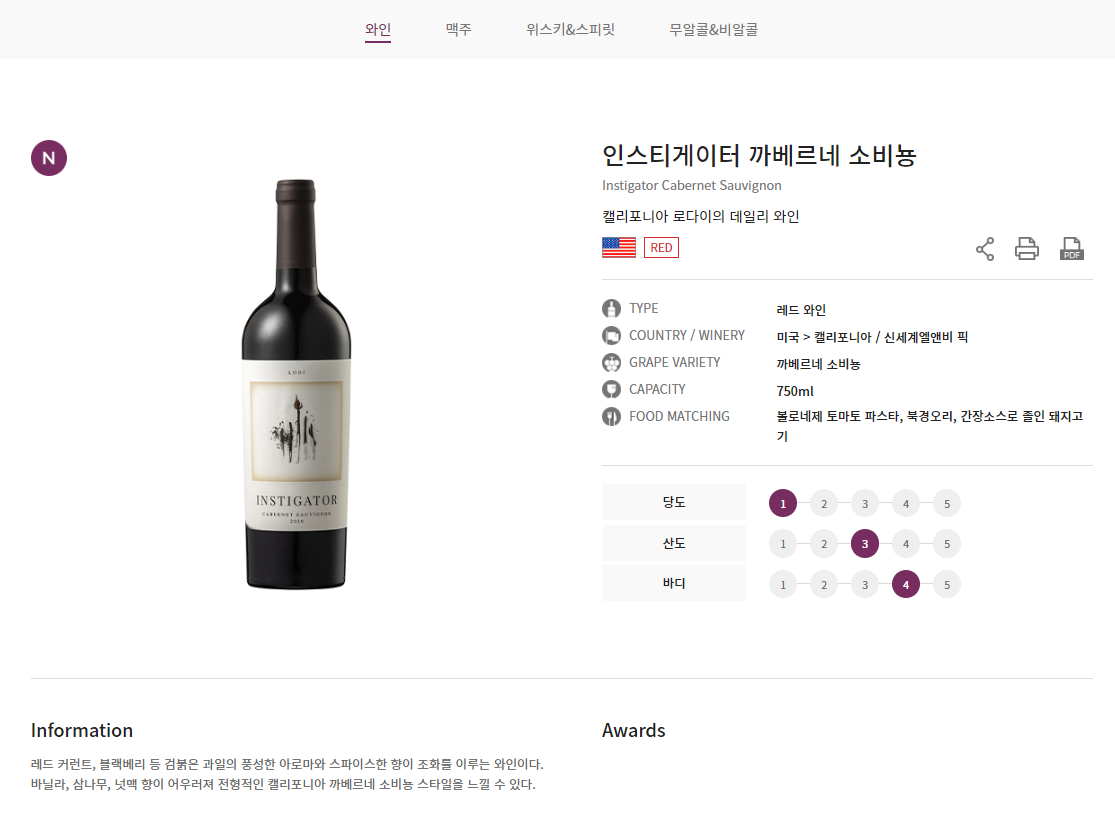 와인 맥주 위스키&스피릿 무알콜&비알콜
N
인스티게이터 까베르네 소비뇽
Instigator Cabernet Sauvignon
캘리포니아 로다이의 데일리 와인
RED
PDF
TYPE 레드 와인
COUNTRY / WINERY 미국 > 캘리포니아 / 신세계엘앤비 픽
GRAPE VARIETY 까베르네 소비뇽
CAPACITY 750ml
FOOD MATCHING 볼로네제 토마토 파스타, 북경오리, 간장소스로 졸인 돼지고
기
LODI
INSTIGATOR
CABERNET SAUVIGNON
2020
당도 1 2 3 4 5
산도 1 2 3 4 5
바디 1 2 3 4 5
Information
레드 커런트, 블랙베리 등 검붉은 과일의 풍성한 아로마와 스파이스한 향이 조화를 이루는 와인이다.
바닐라, 삼나무, 넛맥 향이 어우러져 전형적인 캘리포니아 까베르네 소비뇽 스타일을 느낄 수 있다.
Awards